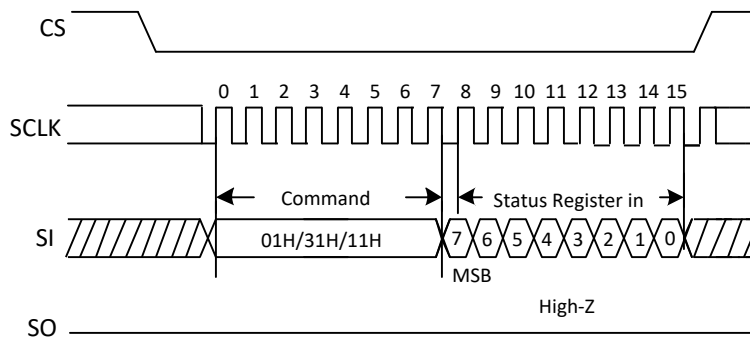 CS
0 1 2 3 4 5 6 7 8 9 10 11 12 13 14 15
SCLK
Command Status Register in
SI 01H/31H/11H 7 6 5 4 3 2 1 0
MSB
High-Z
SO